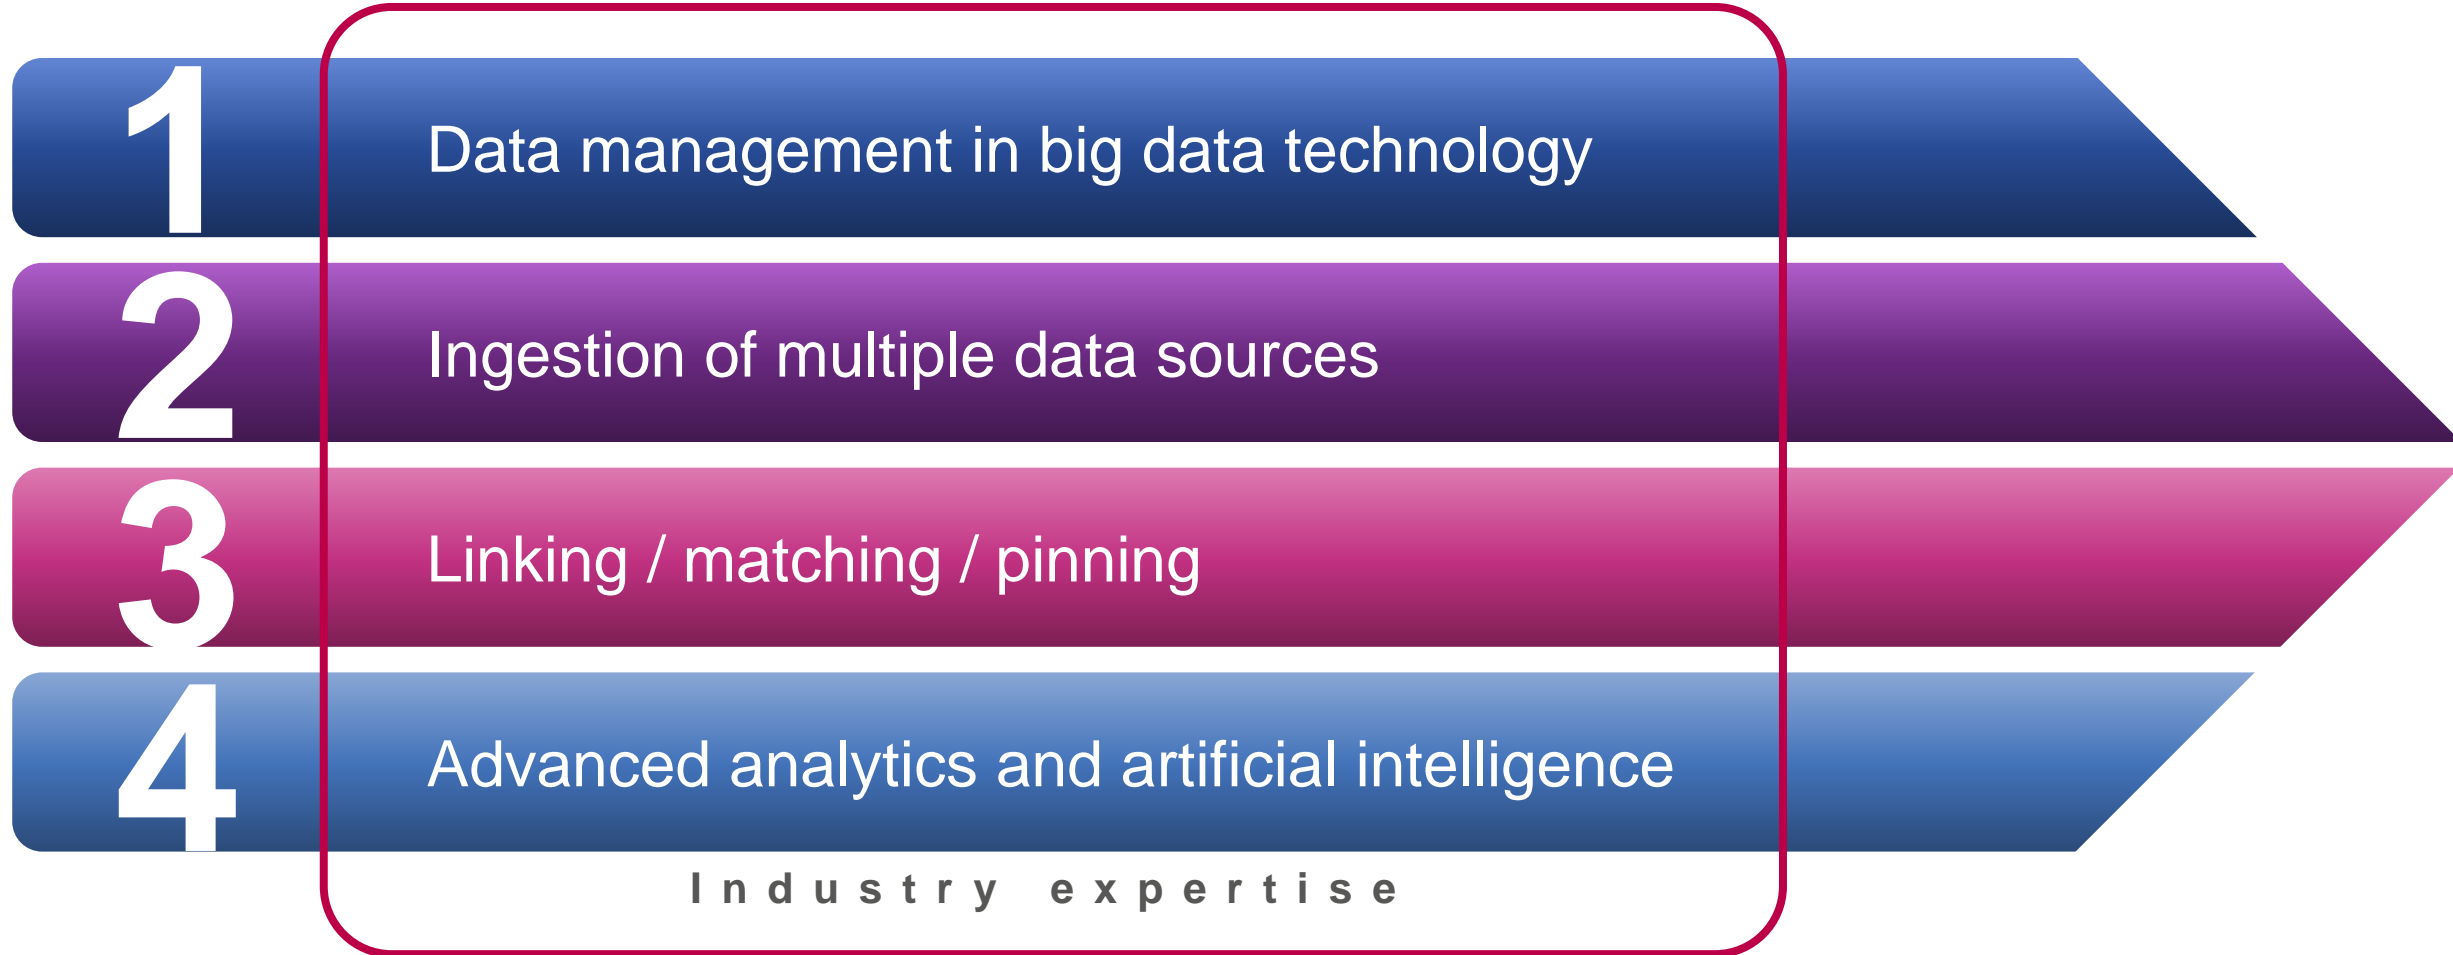 1
Data management in big data technology
2
Ingestion of multiple data sources
3
Linking / matching / pinning
4
Advanced analytics and artificial intelligence
Industry expertise